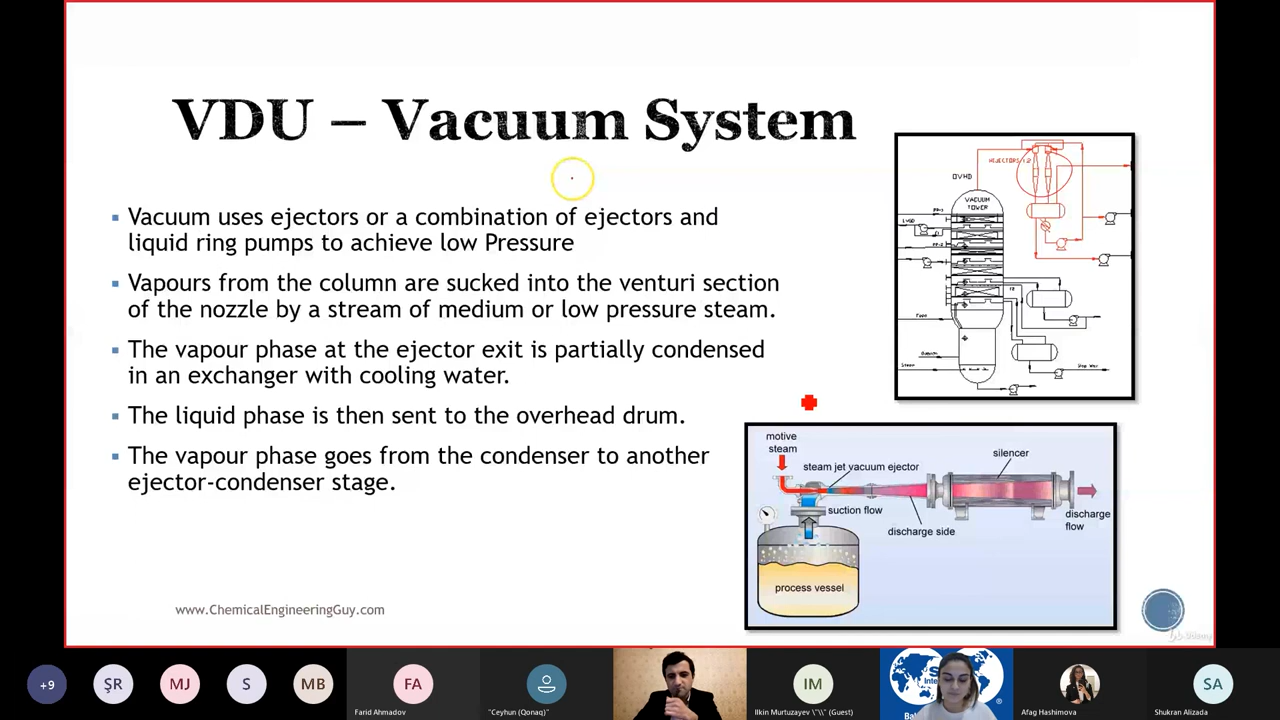 VDU – Vacuum System
Vacuum uses ejectors or a combination of ejectors and
liquid ring pumps to achieve low Pressure
Vapours from the column are sucked into the venturi section
of the nozzle by a stream of medium or low pressure steam.
The vapour phase at the ejector exit is partially condensed
in an exchanger with cooling water.
The liquid phase is then sent to the overhead drum.
The vapour phase goes from the condenser to another
ejector-condenser stage.
www.ChemicalEngineeringGuy.com
OVHD
VACUUM
TOWER
motive
steam
steam jet vacuum ejector
silencer
suction flow
discharge side
discharge
flow
process vessel
Udemy
+9
ŞR
MJ
S
MB
FA
Farid Ahmadov
"Ceyhun (Qonaq)"
IM
Ilkin Murtuzayev \"\\" (Guest)
Afag Hashimova
SA
Shukran Alizada